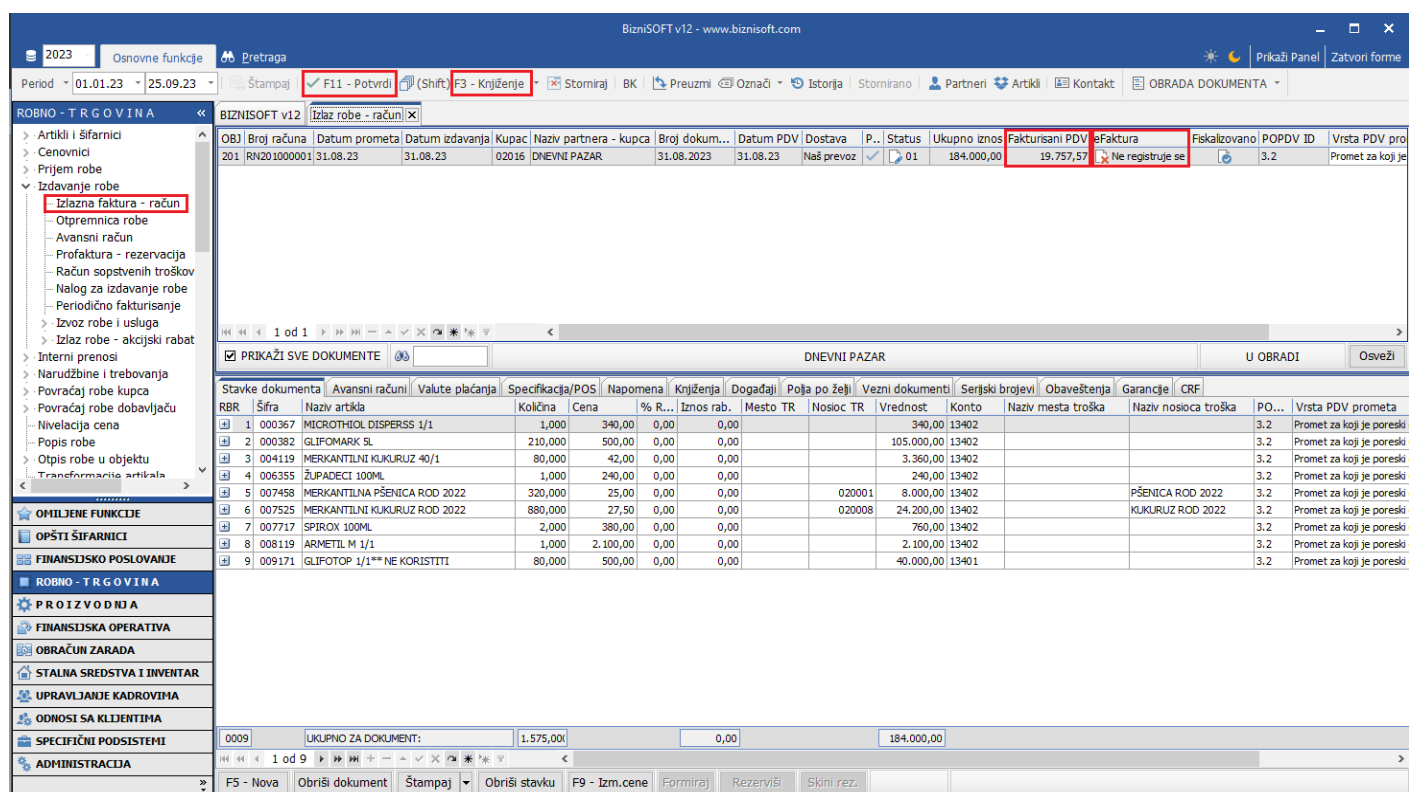 BizniSOFT v12 - www.biznisoft.com
2023 Osnovne funkcije Pretraga Prikaži Panel Zatvori forme
Period 01.01.23 25.09.23 Štampaj F11 - Potvrdi (Shift) F3 - Knjiženje Storniraj BK Preuzmi Označi Istorija Stornirano Partneri Artikli Kontakt OBRADA DOKUMENTA
ROBNO - T R G O V I N A «
Artikli i šifarnici
Cenovnici
Prijem robe
Izdavanje robe
Izlazna faktura - račun
Otpremnica robe
Avansni račun
Profaktura - rezervacija
Račun sopstvenih troškov
Nalog za izdavanje robe
Periodično fakturisanje
Izvoz robe i usluga
Izlaz robe - akcijski rabat
Interni prenosi
Narudžbine i trebovanja
Povraćaj robe kupca
Povraćaj robe dobavljaču
Nivelacija cena
Popis robe
Otpis robe u objektu
Transformacije artikala
OMILJENE FUNKCIJE
OPŠTI ŠIFARNICI
FINANSIJSKO POSLOVANJE
ROBNO - T R G O V I N A
P R O I Z V O D NJ A
FINANSIJSKA OPERATIVA
OBRAČUN ZARADA
STALNA SREDSTVA I INVENTAR
UPRAVLJANJE KADROVIMA
ODNOSI SA KLIJENTIMA
SPECIFIČNI PODSISTEMI
ADMINISTRACIJA
»
BIZNISOFT v12 Izlaz robe - račun
OBJ Broj računa Datum prometa Datum izdavanja Kupac Naziv partnera - kupca Broj dokum... Datum PDV Dostava P... Status Ukupno iznos Fakturisani PDV eFaktura Fiskalizovano POPDV ID Vrsta PDV pro
201 RN201000001 31.08.23 31.08.23 02016 DNEVNI PAZAR 31.08.2023 31.08.23 Naš prevoz 01 184.000,00 19.757,57 Ne registruje se 3.2 Promet za koji je
1 od 1
PRIKAŽI SVE DOKUMENTE DNEVNI PAZAR U OBRADI Osveži
Stavke dokumenta Avansni računi Valute plaćanja Specifikacija/POS Napomena Knjiženja Događaji Polja po želji Vezni dokumenti Serijski brojevi Obaveštenja Garancije CRF
RBR Šifra Naziv artikla Količina Cena % R... Iznos rab. Mesto TR Nosioc TR Vrednost Konto Naziv mesta troška Naziv nosioca troška PO... Vrsta PDV prometa
1 000367 MICROTHIOL DISPERSS 1/1 1,000 340,00 0,00 0,00 340,00 13402 3.2 Promet za koji je poreski
2 000382 GLIFOMARK 5L 210,000 500,00 0,00 0,00 105.000,00 13402 3.2 Promet za koji je poreski
3 004119 MERKANTILNI KUKURUZ 40/1 80,000 42,00 0,00 0,00 3.360,00 13402 3.2 Promet za koji je poreski
4 006355 ŽUPADECI 100ML 1,000 240,00 0,00 0,00 240,00 13402 3.2 Promet za koji je poreski
5 007458 MERKANTILNA PŠENICA ROD 2022 320,000 25,00 0,00 0,00 020001 8.000,00 13402 PŠENICA ROD 2022 3.2 Promet za koji je poreski
6 007525 MERKANTILNI KUKURUZ ROD 2022 880,000 27,50 0,00 0,00 020008 24.200,00 13402 KUKURUZ ROD 2022 3.2 Promet za koji je poreski
7 007717 SPIROX 100ML 2,000 380,00 0,00 0,00 760,00 13402 3.2 Promet za koji je poreski
8 008119 ARMETIL M 1/1 1,000 2.100,00 0,00 0,00 2.100,00 13402 3.2 Promet za koji je poreski
9 009171 GLIFOTOP 1/1** NE KORISTITI 80,000 500,00 0,00 0,00 40.000,00 13401 3.2 Promet za koji je poreski
0009 UKUPNO ZA DOKUMENT: 1.575,00( 0,00 184.000,00
1 od 9
F5 - Nova Obriši dokument Štampaj Obriši stavku F9 - Izm.cene Formiraj Rezerviši Skini rez.